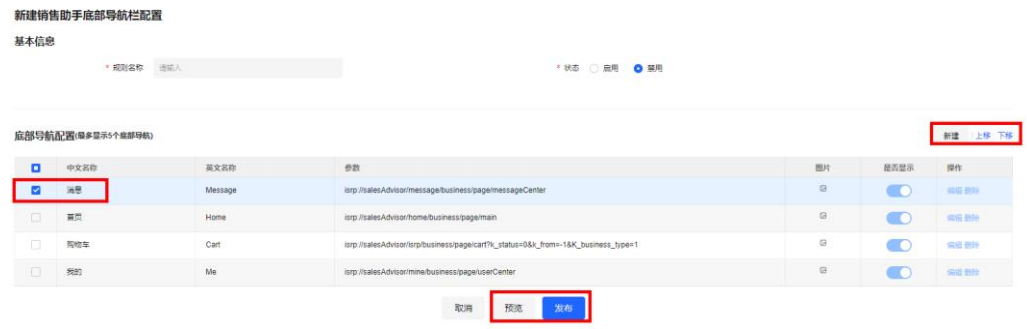 新建销售助手底部导航栏配置
基本信息
* 规则名称 请输入 * 状态 启用 禁用
底部导航配置(最多显示5个底部导航) 新建 上移 下移
中文名称 英文名称 参数 图片 是否显示 操作
消息 Message isrp://salesAdvisor/message/business/page/messageCenter 编辑 删除
首页 Home isrp://salesAdvisor/home/business/page/main 编辑 删除
购物车 Cart isrp://salesAdvisor/isrp/business/page/cart?k_status=0&k_from=-1&K_business_type=1 编辑 删除
我的 Me isrp://salesAdvisor/mine/business/page/userCenter 编辑 删除
取消 预览 发布